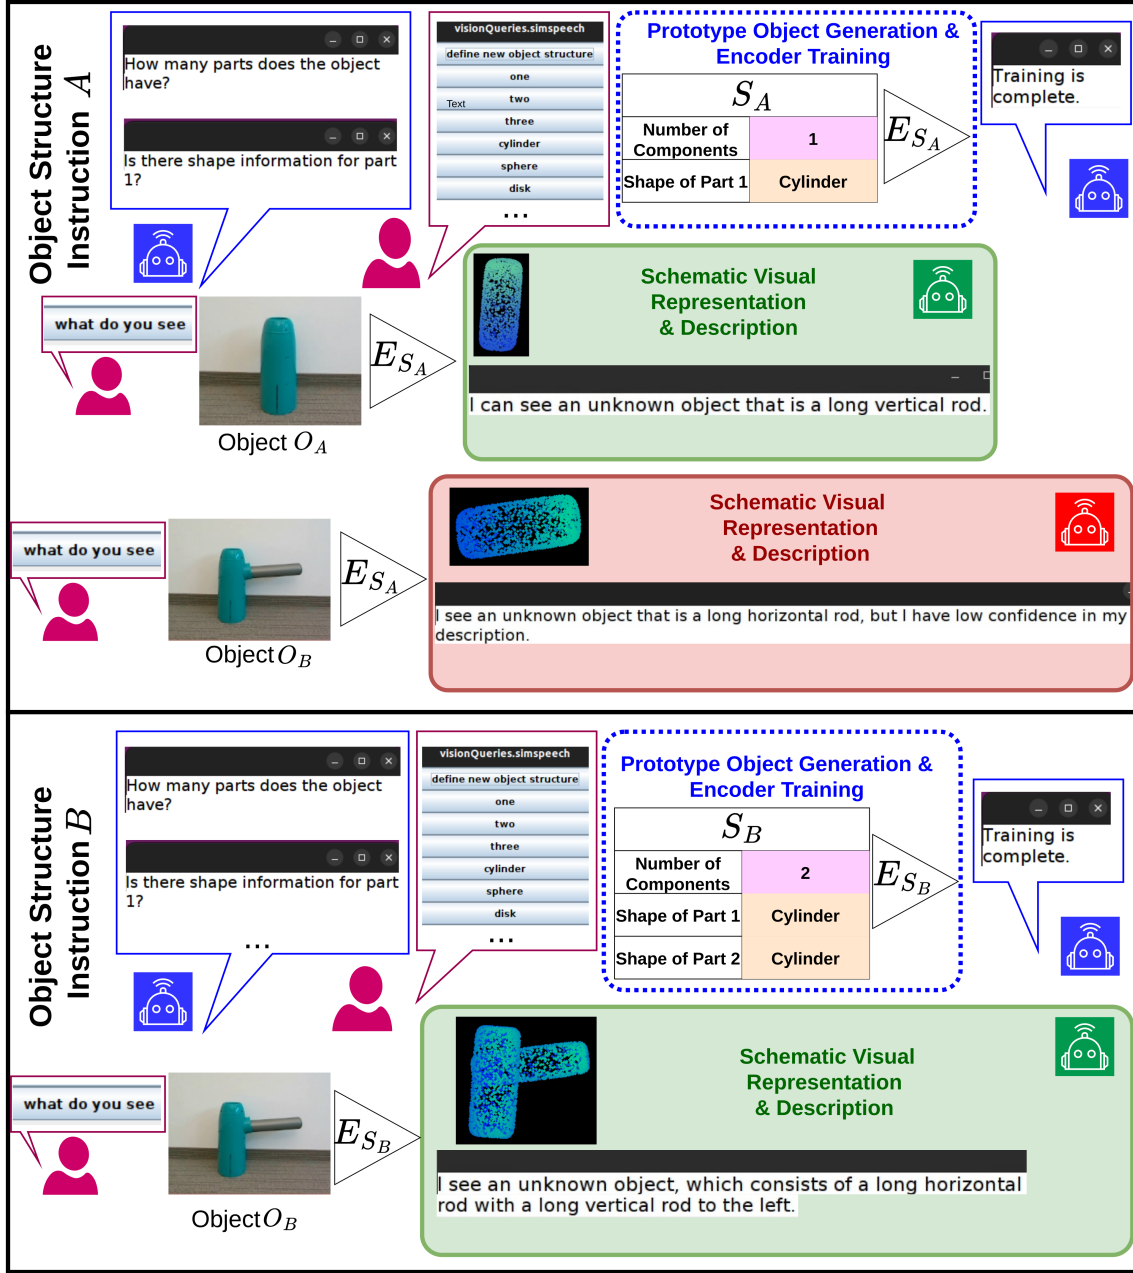 Object Structure
Instruction A
How many parts does the object
have?
Is there shape information for part
1?
visionQueries.simspeech
define new object structure
one
Text
two
three
cylinder
sphere
disk
...
Prototype Object Generation &
Encoder Training
S_A
Number of
Components
1
Shape of Part 1
Cylinder
E_{S_A}
Training is
complete.
what do you see
Object O_A
E_{S_A}
Schematic Visual
Representation
& Description
I can see an unknown object that is a long vertical rod.
what do you see
Object O_B
E_{S_A}
Schematic Visual
Representation
& Description
I see an unknown object that is a long horizontal rod, but I have low confidence in my
description.
Object Structure
Instruction B
How many parts does the object
have?
Is there shape information for part
1?
...
visionQueries.simspeech
define new object structure
one
two
three
cylinder
sphere
disk
...
Prototype Object Generation &
Encoder Training
S_B
Number of
Components
2
Shape of Part 1
Cylinder
Shape of Part 2
Cylinder
E_{S_B}
Training is
complete.
what do you see
Object O_B
E_{S_B}
Schematic Visual
Representation
& Description
I see an unknown object, which consists of a long horizontal
rod with a long vertical rod to the left.